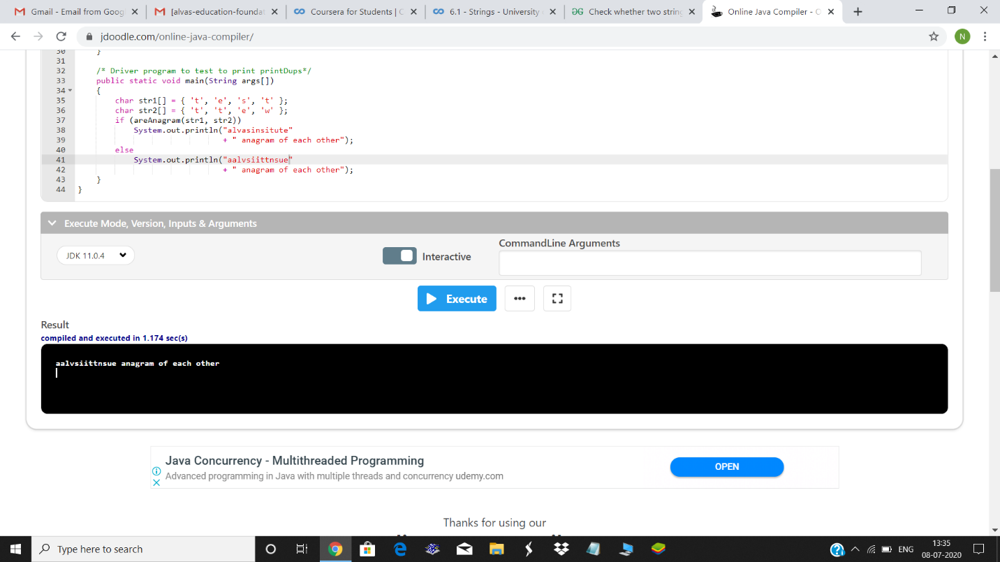 Gmail - Email from Goog
[alvas-education-foundat
Coursera for Students | C
6.1 - Strings - University
Check whether two string
Online Java Compiler - O
jdoodle.com/online-java-compiler/
N
30 }
31
32 /* Driver program to test to print printDups*/
33 public static void main(String args[])
34 {
35 char str1[] = { 't', 'e', 's', 't' };
36 char str2[] = { 't', 't', 'e', 'w' };
37 if (areAnagram(str1, str2))
38 System.out.println("alvasinsitute"
39 + " anagram of each other");
40 else
41 System.out.println("aalvsiittnsue"
42 + " anagram of each other");
43 }
44 }
Execute Mode, Version, Inputs & Arguments
CommandLine Arguments
JDK 11.0.4
Interactive
Execute
Result
compiled and executed in 1.174 sec(s)
aalvsiittnsue anagram of each other
Java Concurrency - Multithreaded Programming
Advanced programming in Java with multiple threads and concurrency udemy.com
OPEN
Thanks for using our
Type here to search
ENG
13:35
08-07-2020